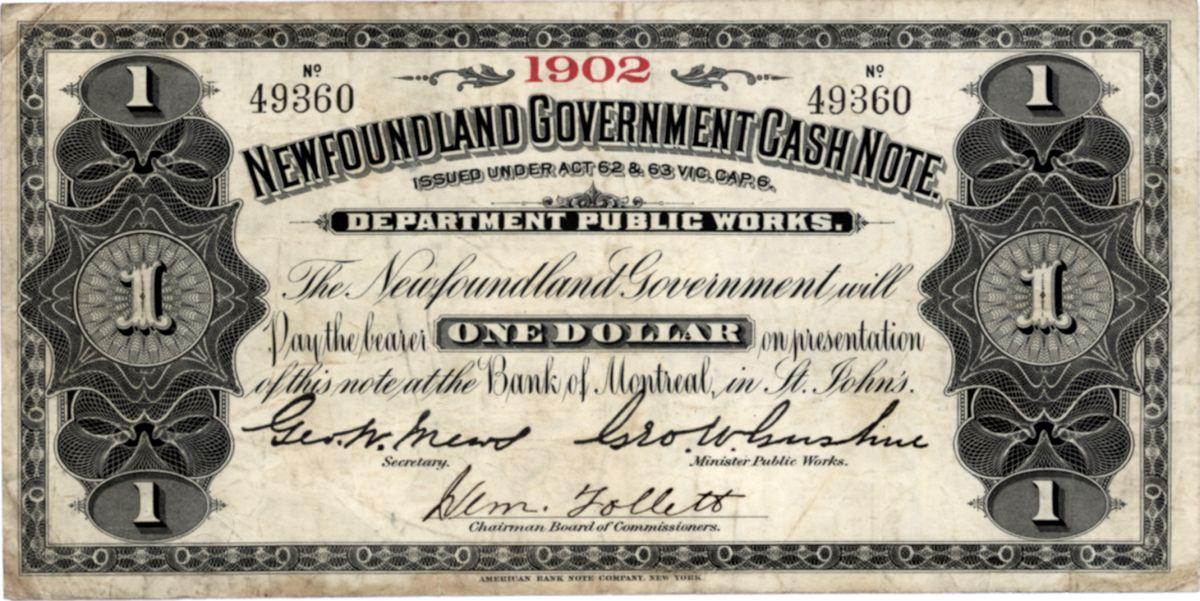 1 Nº 1902 Nº 1
49360 49360
NEWFOUNDLAND GOVERNMENT CASH NOTE.
ISSUED UNDER ACT 62 & 63 VIC. CAP. 6.
DEPARTMENT PUBLIC WORKS.
The Newfoundland Government will
1 Pay the bearer ONE DOLLAR on presentation 1
of this note at the Bank of Montreal, in St. John's.
Geo. W. Mews
Secretary. Minister Public Works.
1 Follett 1
Chairman Board of Commissioners.
AMERICAN BANK NOTE COMPANY, NEW YORK.